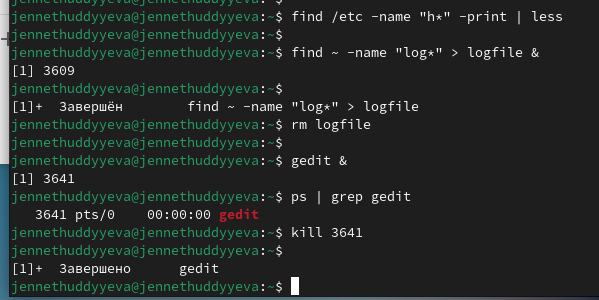 jennethuddyyeva@jennethuddyyeva:~$ find /etc -name "h*" -print | less
jennethuddyyeva@jennethuddyyeva:~$
jennethuddyyeva@jennethuddyyeva:~$ find ~ -name "log*" > logfile &
[1] 3609
jennethuddyyeva@jennethuddyyeva:~$
[1]+  Завершён        find ~ -name "log*" > logfile
jennethuddyyeva@jennethuddyyeva:~$ rm logfile
jennethuddyyeva@jennethuddyyeva:~$
jennethuddyyeva@jennethuddyyeva:~$ gedit &
[1] 3641
jennethuddyyeva@jennethuddyyeva:~$ ps | grep gedit
   3641 pts/0    00:00:00 gedit
jennethuddyyeva@jennethuddyyeva:~$ kill 3641
jennethuddyyeva@jennethuddyyeva:~$
[1]+  Завершено      gedit
jennethuddyyeva@jennethuddyyeva:~$